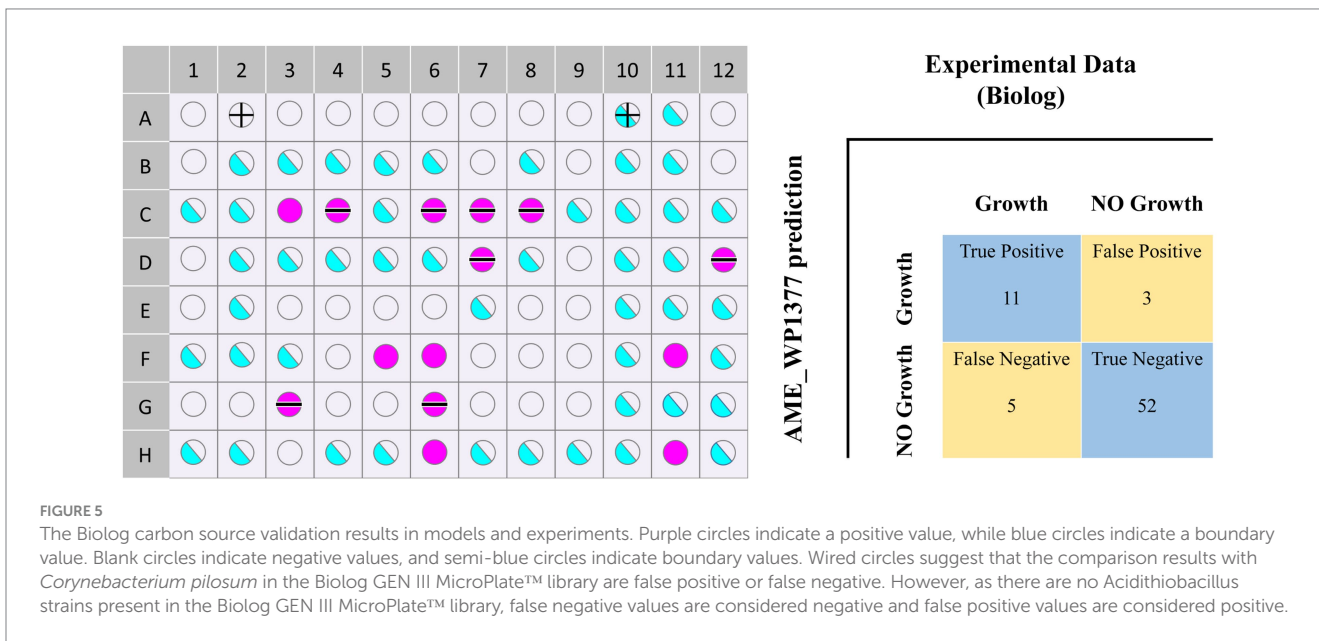 1 2 3 4 5 6 7 8 9 10 11 12
A
B
C
D
E
F
G
H
Experimental Data
(Biolog)
AME_WP1377 prediction
Growth NO Growth
Growth
True Positive False Positive
11 3
NO Growth
False Negative True Negative
5 52
FIGURE 5
The Biolog carbon source validation results in models and experiments. Purple circles indicate a positive value, while blue circles indicate a boundary
value. Blank circles indicate negative values, and semi-blue circles indicate boundary values. Wired circles suggest that the comparison results with
Corynebacterium pilosum in the Biolog GEN III MicroPlate™ library are false positive or false negative. However, as there are no Acidithiobacillus
strains present in the Biolog GEN III MicroPlate™ library, false negative values are considered negative and false positive values are considered positive.